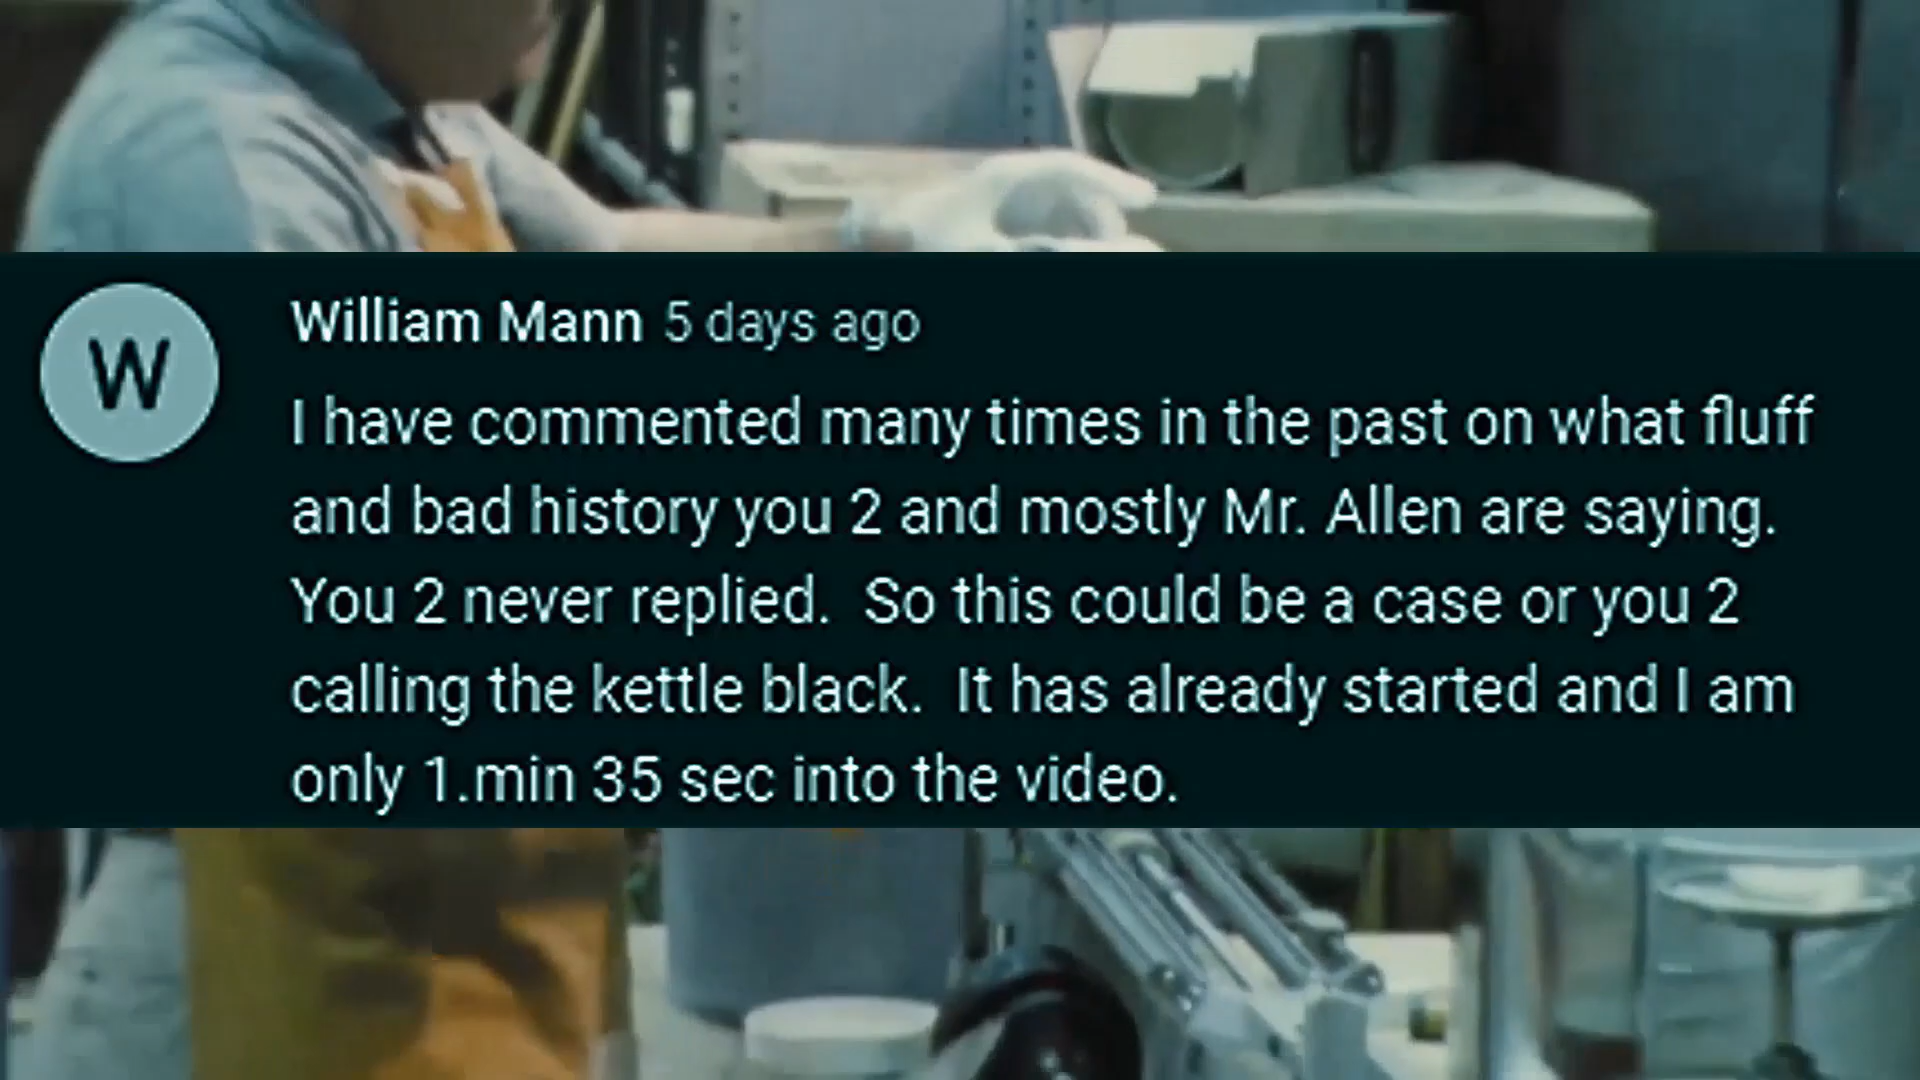 W
William Mann 5 days ago
I have commented many times in the past on what fluff
and bad history you 2 and mostly Mr. Allen are saying.
You 2 never replied.  So this could be a case or you 2
calling the kettle black.  It has already started and I am
only 1.min 35 sec into the video.